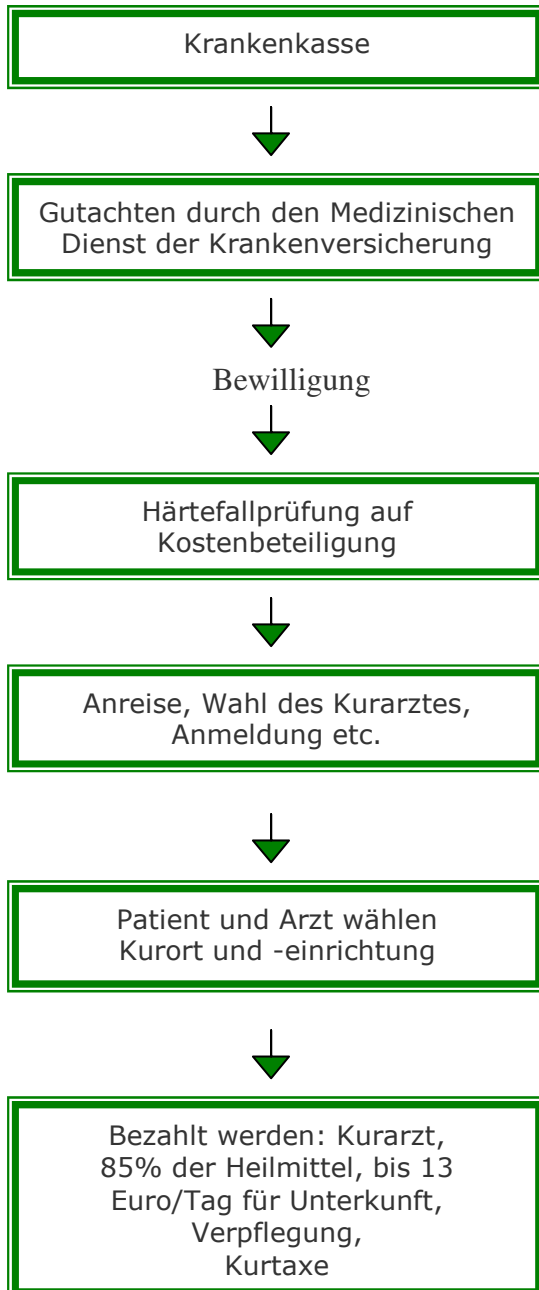 Krankenkasse
Gutachten durch den Medizinischen
Dienst der Krankenversicherung
Bewilligung
Härtefallprüfung auf
Kostenbeteiligung
Anreise, Wahl des Kurarztes,
Anmeldung etc.
Patient und Arzt wählen
Kurort und -einrichtung
Bezahlt werden: Kurarzt,
85% der Heilmittel, bis 13
Euro/Tag für Unterkunft,
Verpflegung,
Kurtaxe